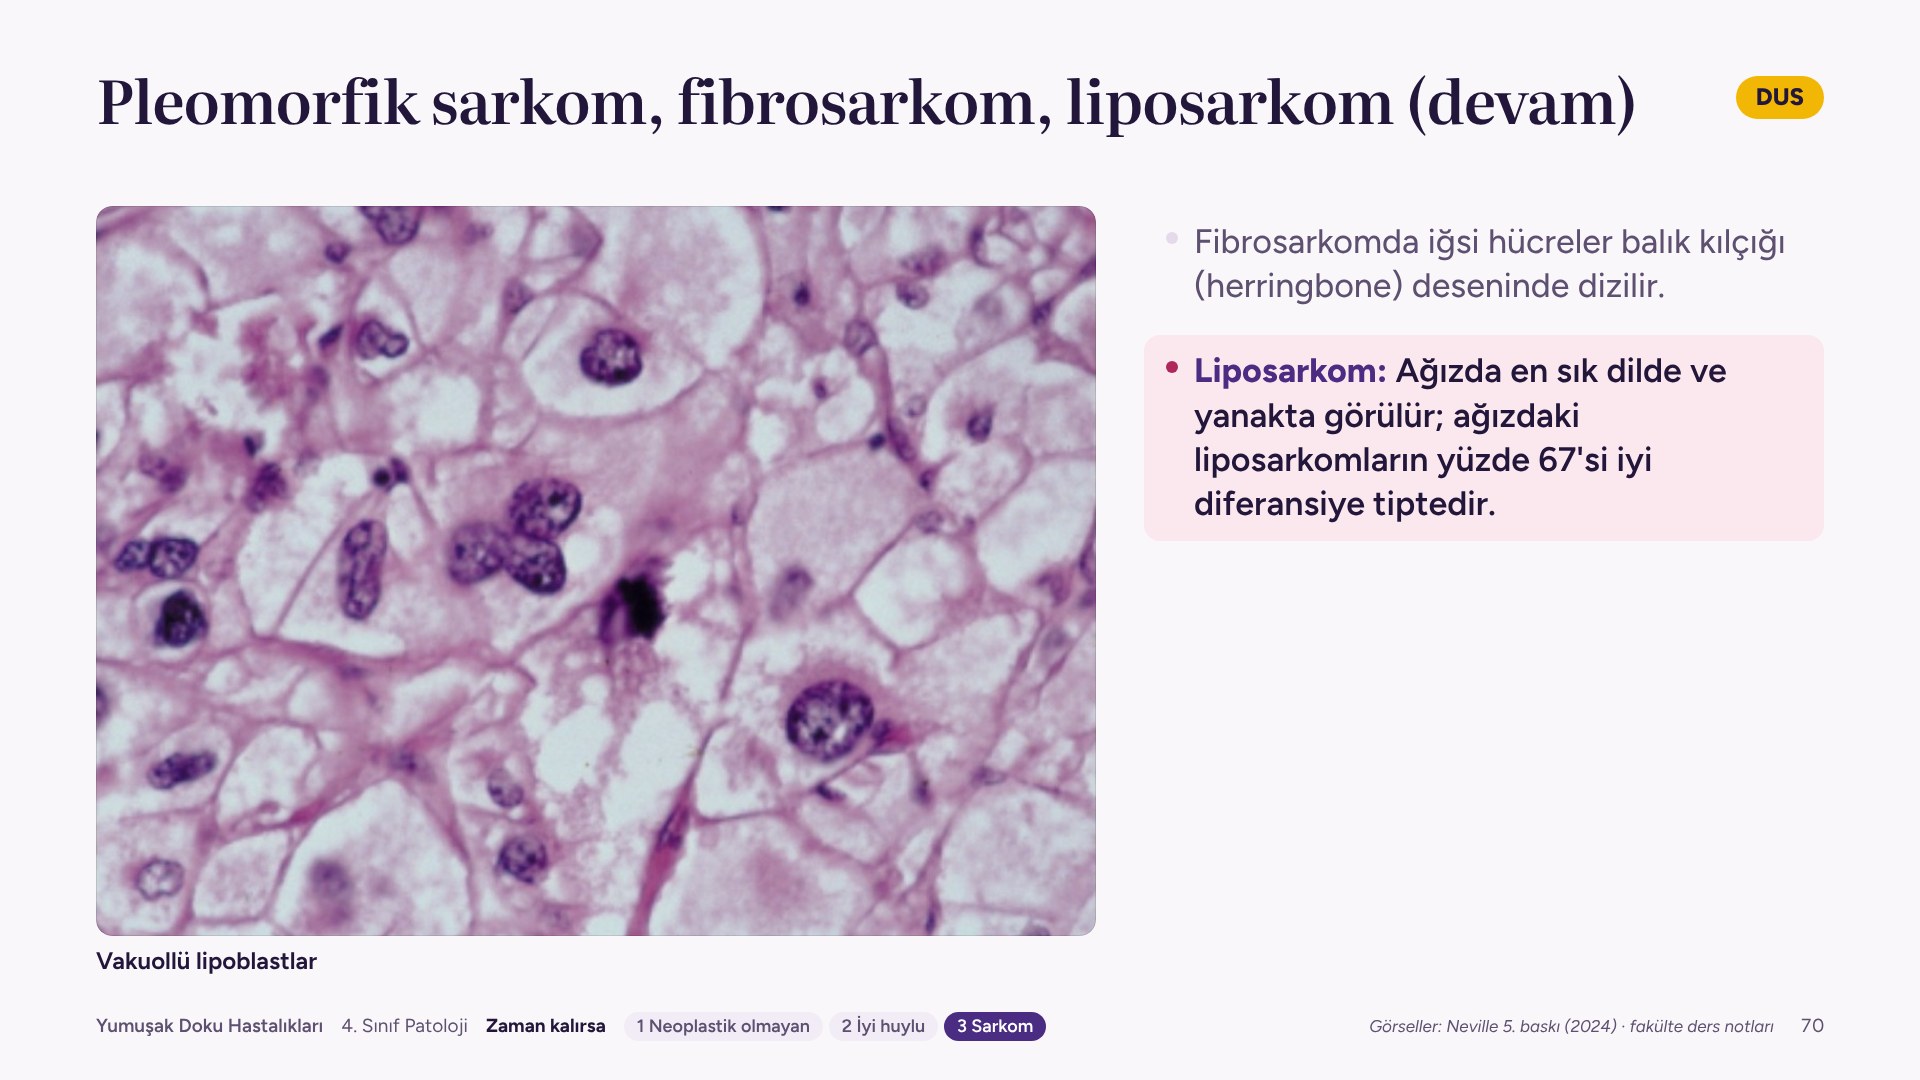 Pleomorfik sarkom, fibrosarkom, liposarkom (devam)
DUS
• Fibrosarkomda iğsi hücreler balık kılçığı
(herringbone) deseninde dizilir.
• Liposarkom: Ağızda en sık dilde ve
yanakta görülür; ağızdaki
liposarkomların yüzde 67'si iyi
diferansiye tiptedir.
Vakuollü lipoblastlar
Yumuşak Doku Hastalıkları 4. Sınıf Patoloji Zaman kalırsa 1 Neoplastik olmayan 2 İyi huylu 3 Sarkom Görseller: Neville 5. baskı (2024) · fakülte ders notları 70